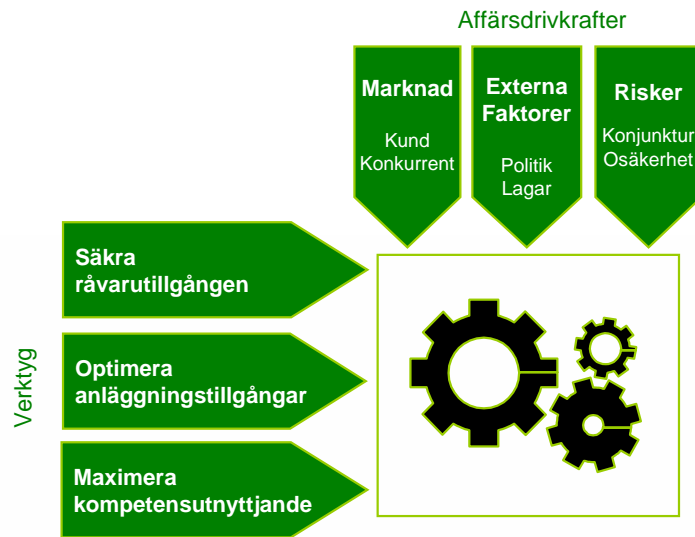 Affärsdrivkrafter
Marknad
Kund
Konkurrent
Externa
Faktorer
Politik
Lagar
Risker
Konjunktur
Osäkerhet
Verktyg
Säkra
råvarutillgången
Optimera
anläggningstillgångar
Maximera
kompetensutnyttjande